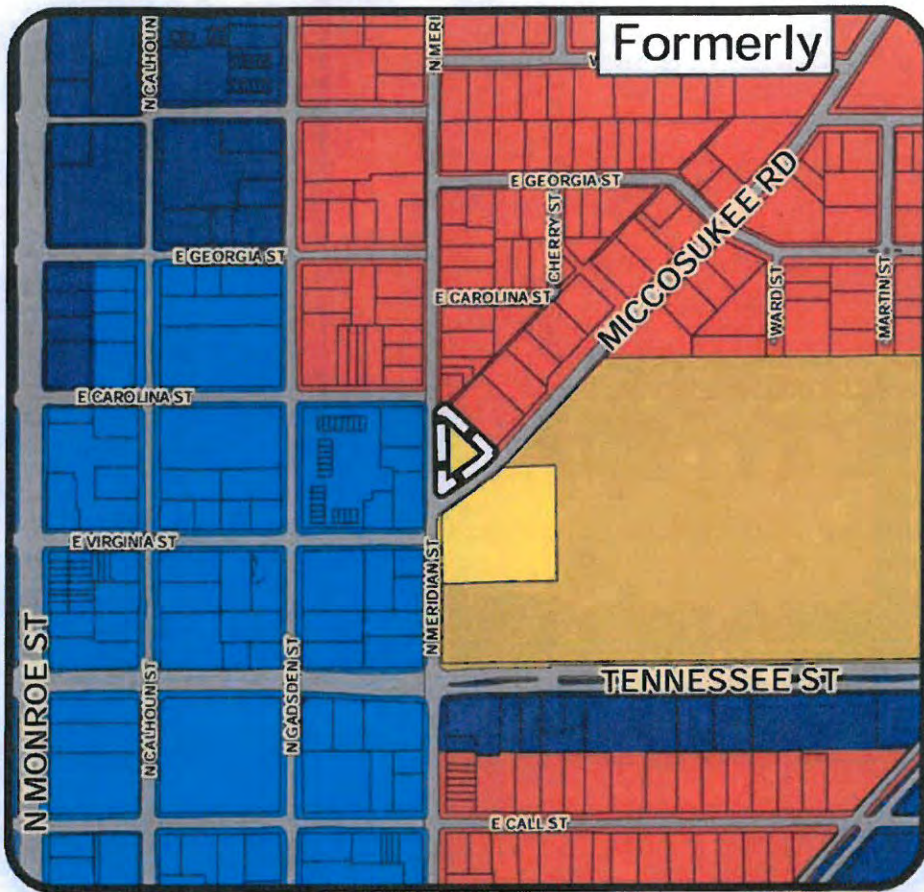 Formerly
N CALHOUN
N MERI
E GEORGIA ST
CHERRY ST
MICCOSUKEE RD
E GEORGIA ST
WARD ST
MARTIN ST
E CAROLINA ST
E CAROLINA ST
E VIRGINIA ST
N MERIDIAN ST
N MONROE ST
N CALHOUN ST
N GADSDEN ST
TENNESSEE ST
E CALL ST